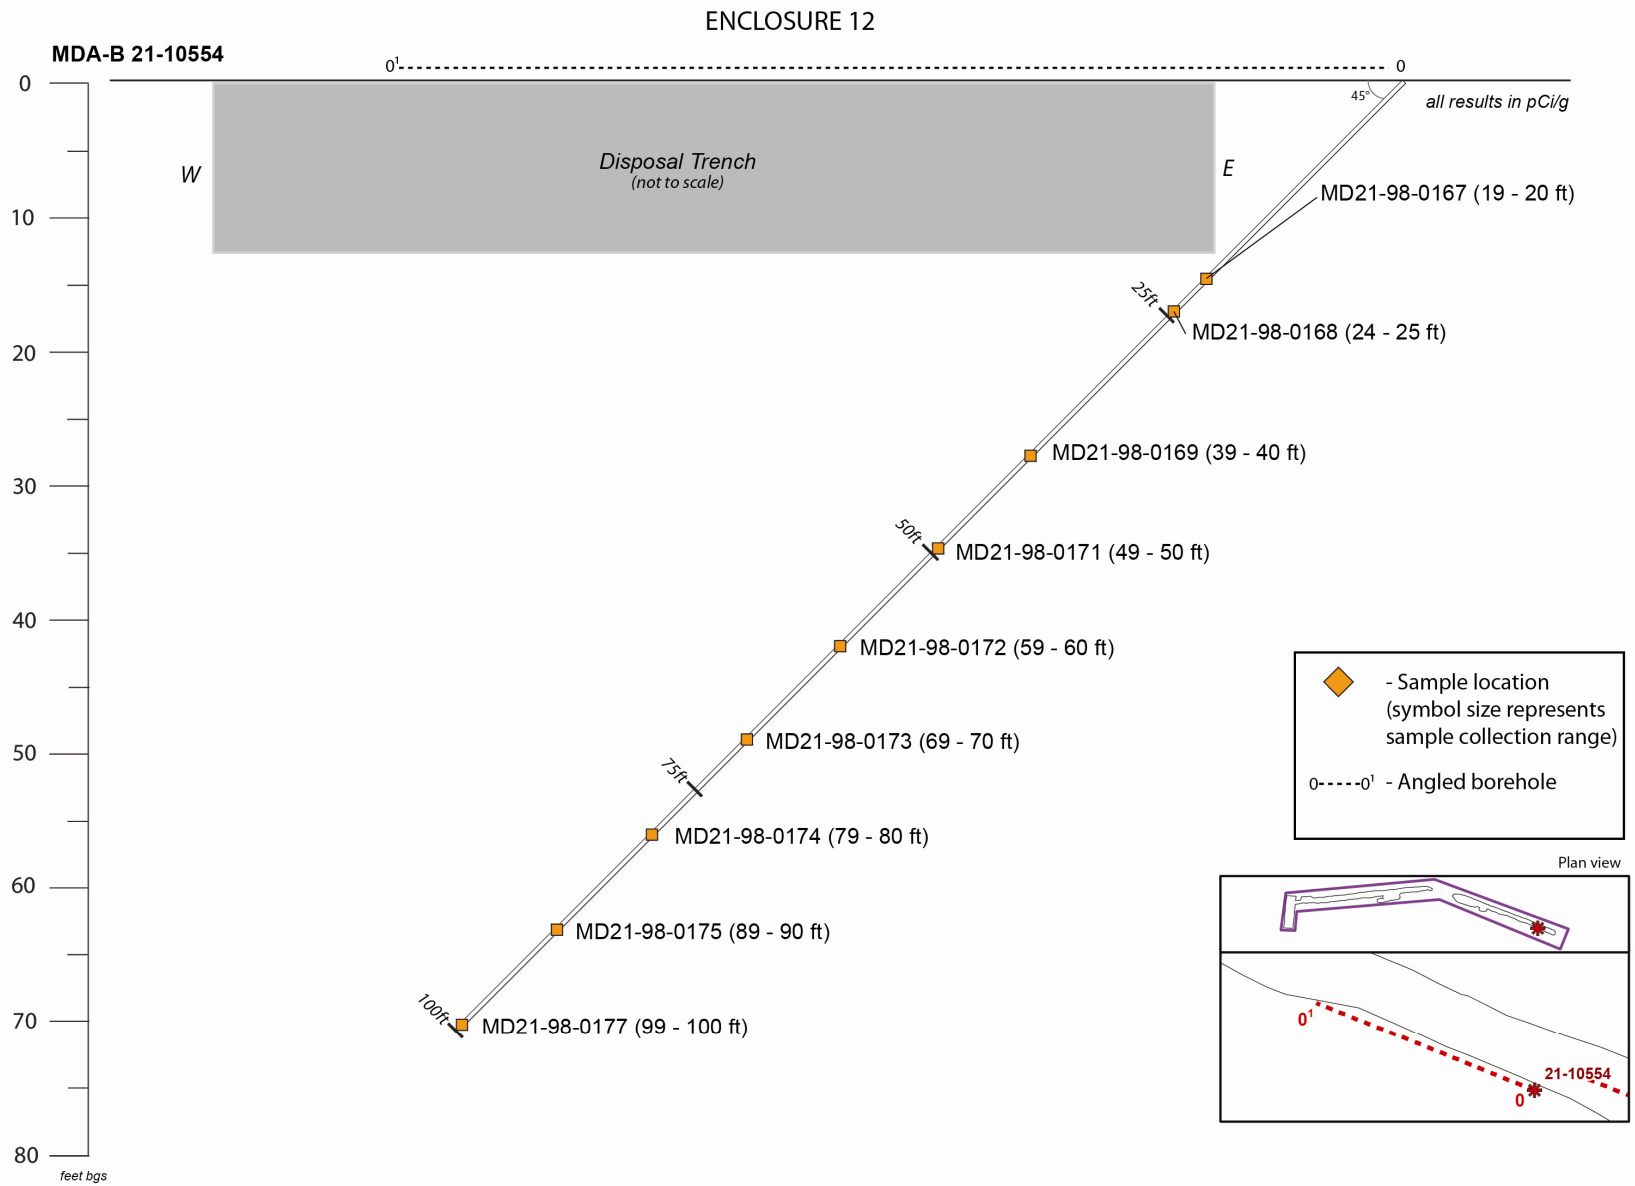 ENCLOSURE 12
MDA-B 21-10554
0¹
0
0
45°
all results in pCi/g
Disposal Trench
(not to scale)
W
E
MD21-98-0167 (19 - 20 ft)
10
25ft
MD21-98-0168 (24 - 25 ft)
20
MD21-98-0169 (39 - 40 ft)
30
50ft
MD21-98-0171 (49 - 50 ft)
40
MD21-98-0172 (59 - 60 ft)
MD21-98-0173 (69 - 70 ft)
50
75ft
MD21-98-0174 (79 - 80 ft)
60
MD21-98-0175 (89 - 90 ft)
100ft
70
MD21-98-0177 (99 - 100 ft)
80
feet bgs
- Sample location
(symbol size represents
sample collection range)
0-----0¹ - Angled borehole
Plan view
0¹
21-10554
0